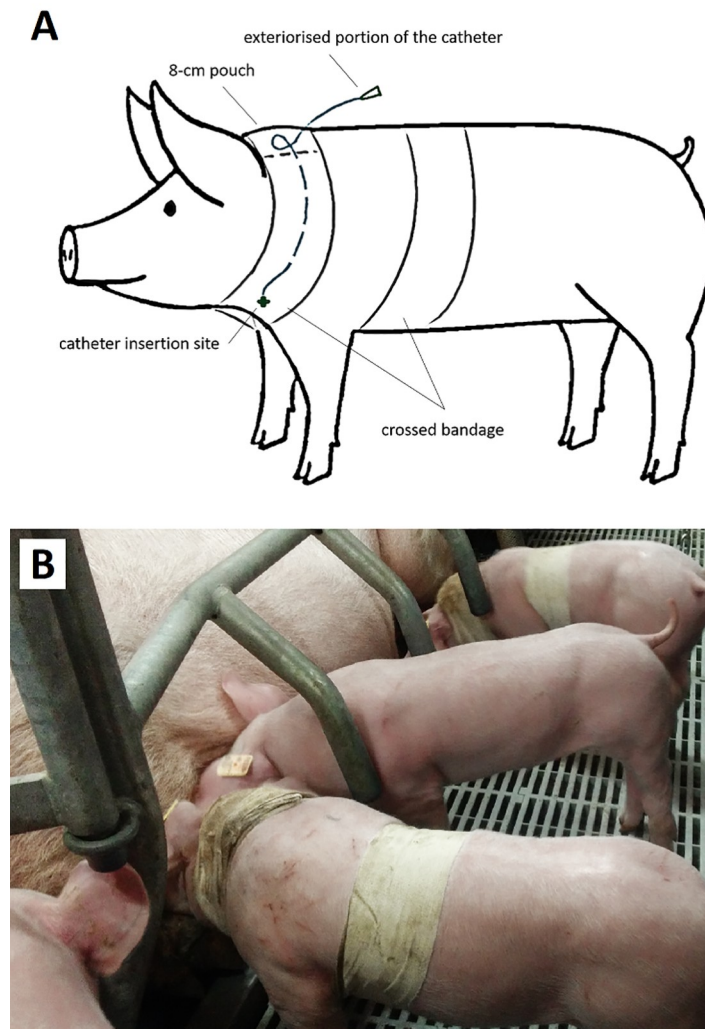 A
exteriorised portion of the catheter
8-cm pouch
catheter insertion site
crossed bandage
B